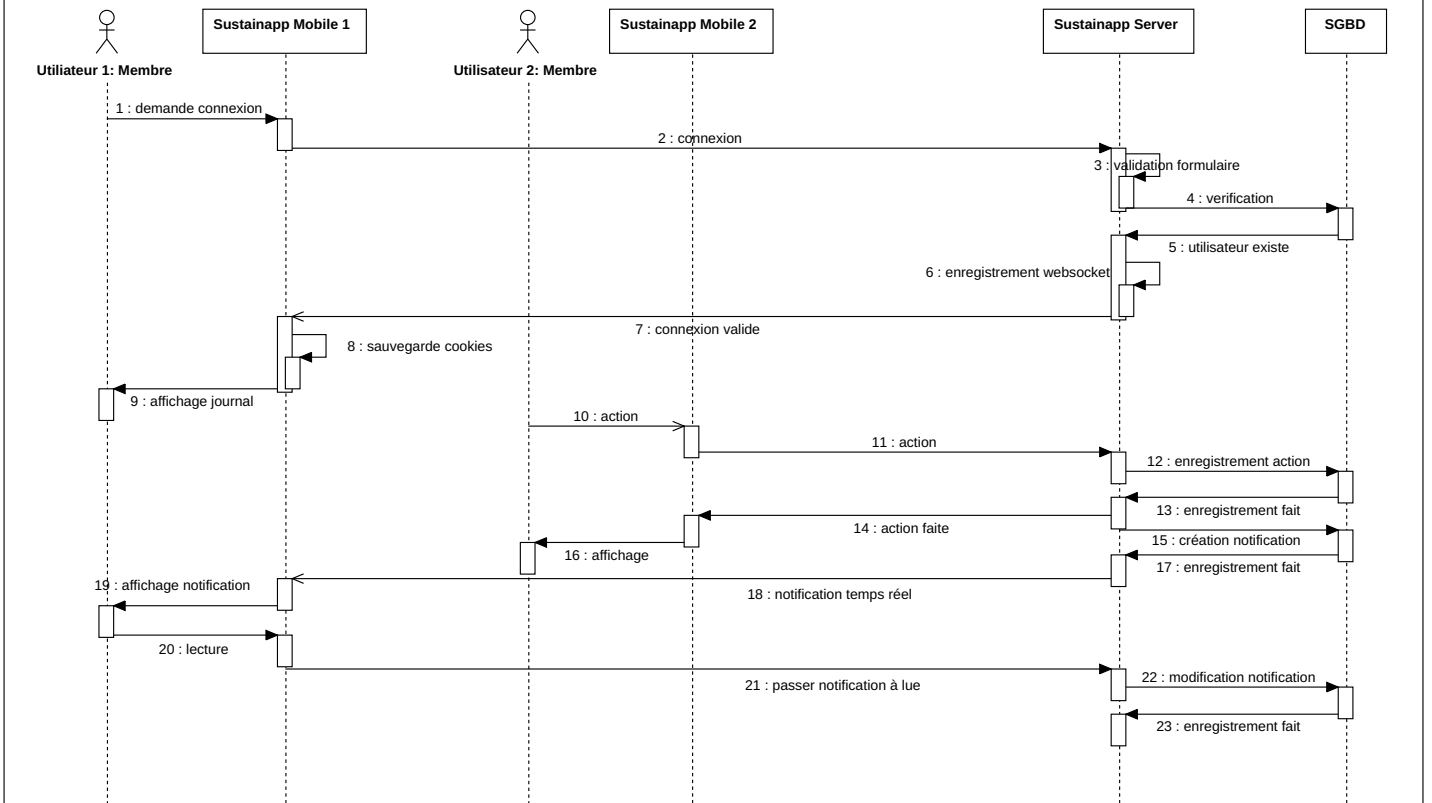 Sustainapp Mobile 1
Sustainapp Mobile 2
Sustainapp Server
SGBD
Utiliateur 1: Membre
Utilisateur 2: Membre
1 : demande connexion
2 : connexion
3 : validation formulaire
4 : verification
5 : utilisateur existe
6 : enregistrement websocket
7 : connexion valide
8 : sauvegarde cookies
9 : affichage journal
10 : action
11 : action
12 : enregistrement action
13 : enregistrement fait
14 : action faite
15 : création notification
16 : affichage
17 : enregistrement fait
18 : notification temps réel
19 : affichage notification
20 : lecture
21 : passer notification à lue
22 : modification notification
23 : enregistrement fait